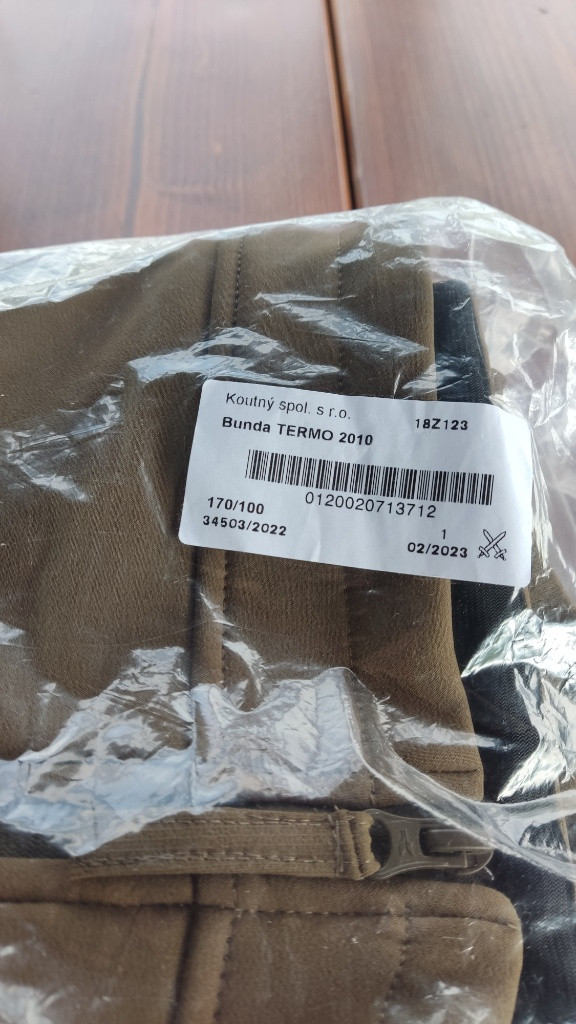 Koutný spol. s r.o. 18Z123
Bunda TERMO 2010
0120020713712
170/100
34503/2022 1
02/2023